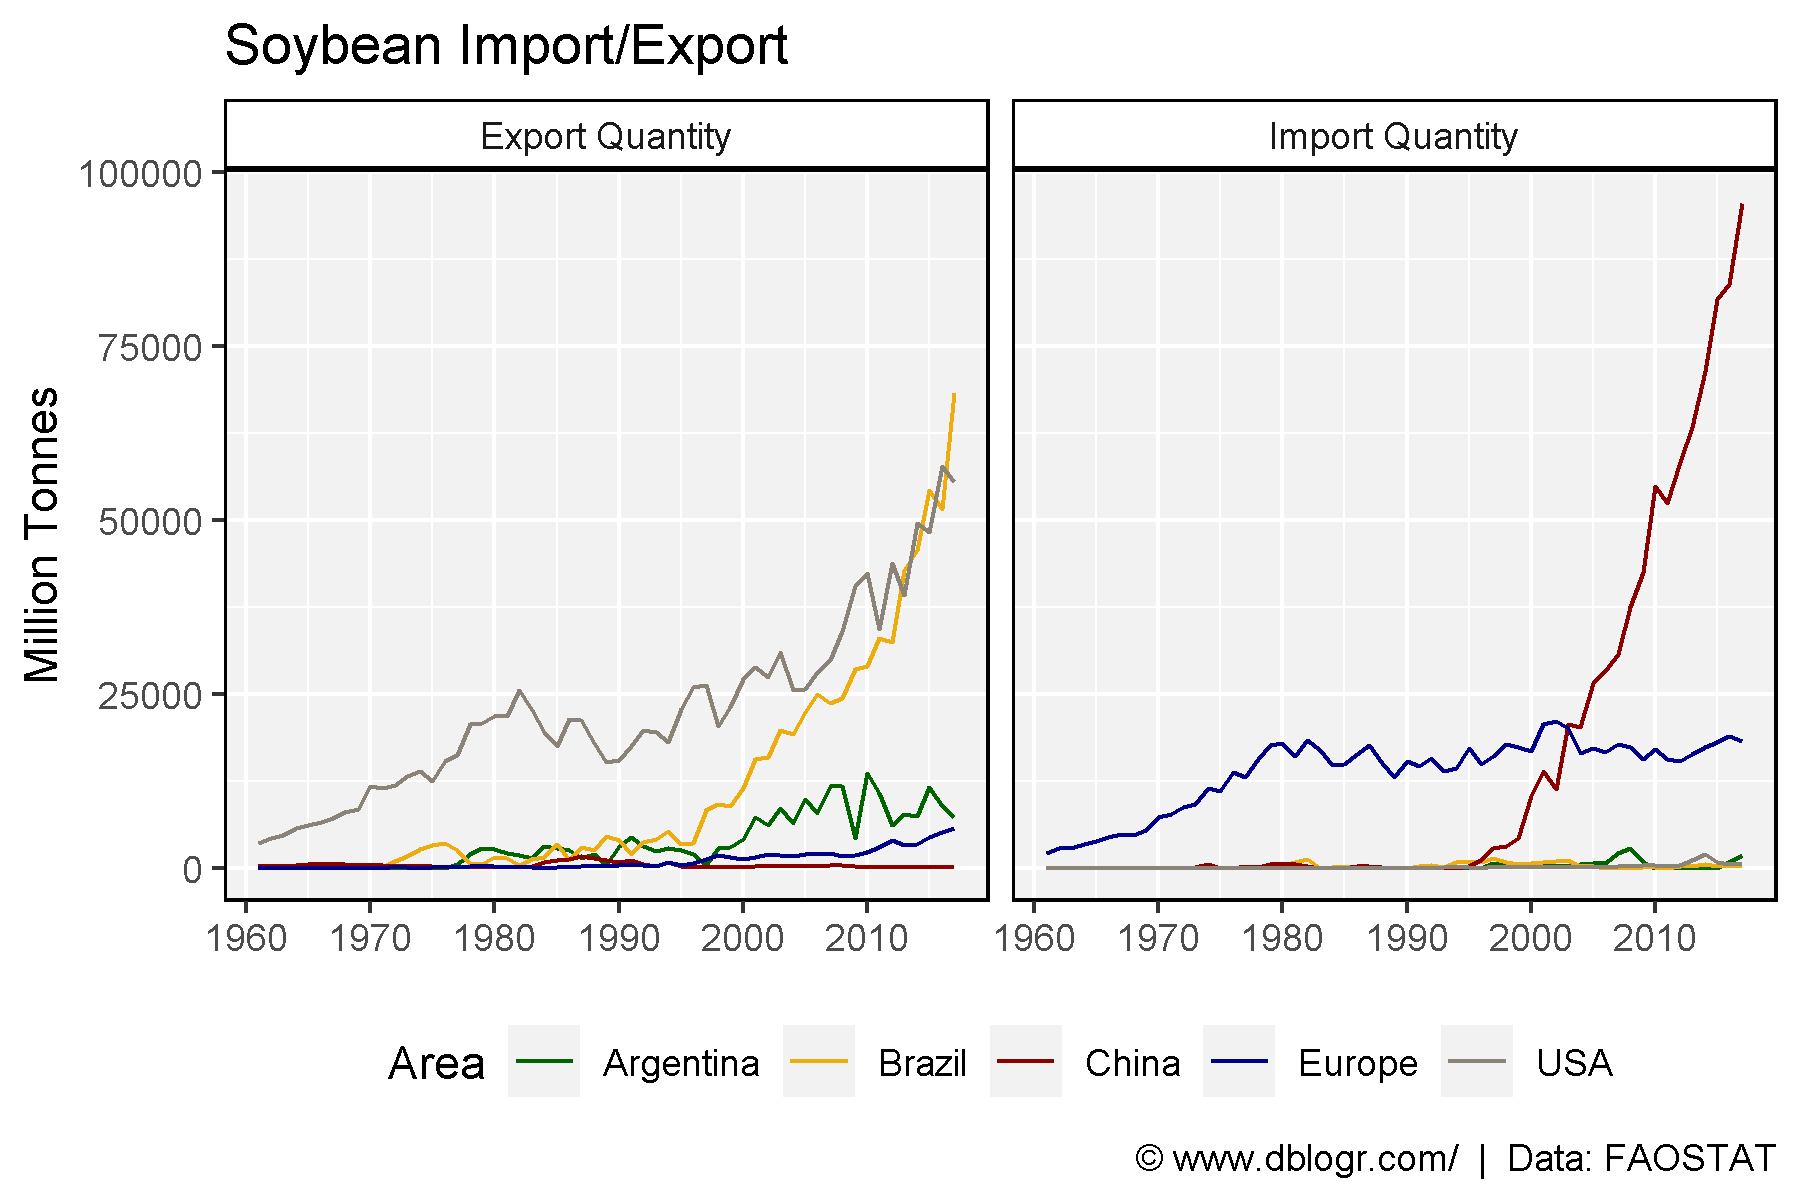 Soybean Import/Export
Export Quantity
Import Quantity
Million Tonnes
100000
75000
50000
25000
0
1960 1970 1980 1990 2000 2010
1960 1970 1980 1990 2000 2010
Area Argentina Brazil China Europe USA
© www.dblogr.com/ | Data: FAOSTAT